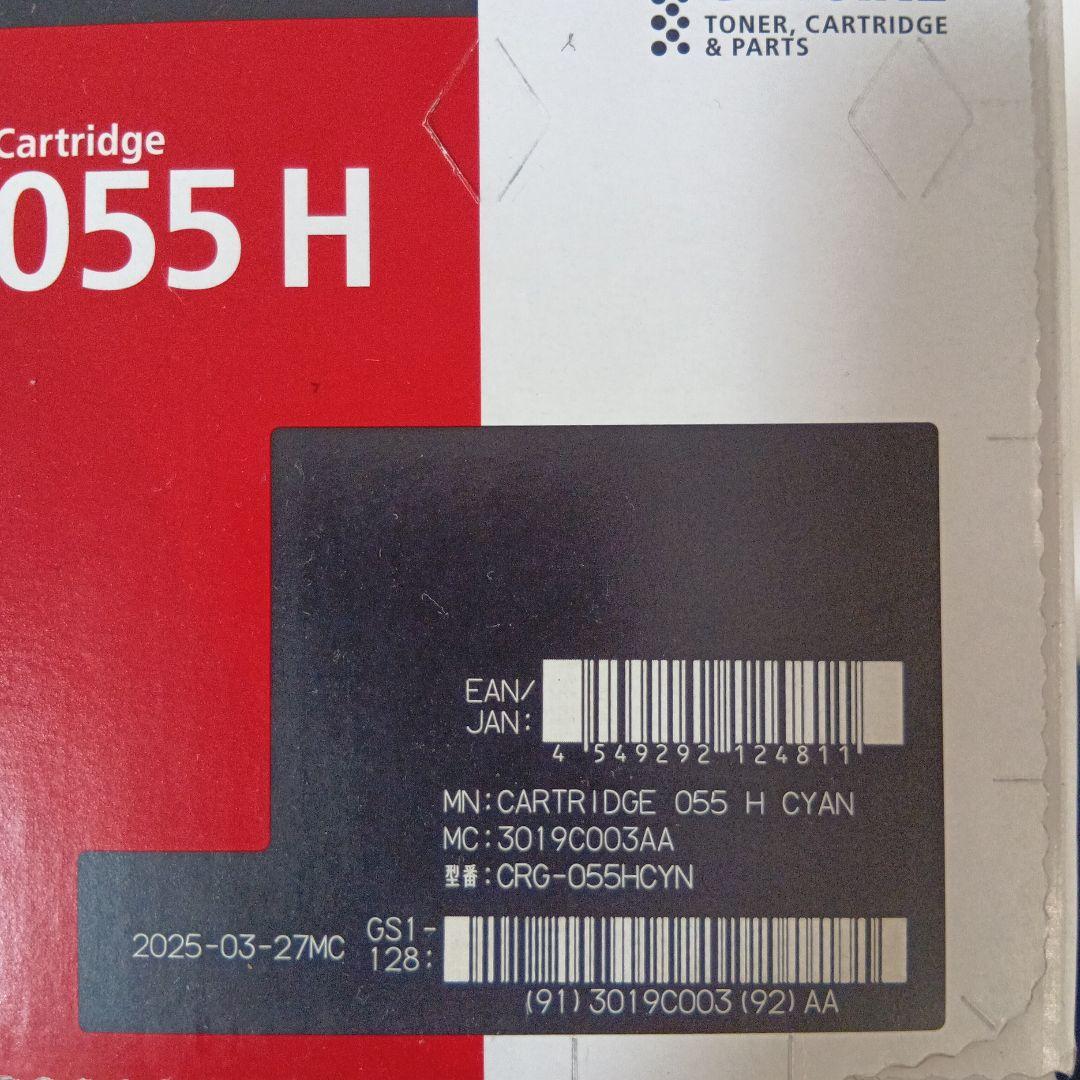 TONER, CARTRIDGE
& PARTS
Cartridge
055 H
EAN/
JAN:
4 549292 124811
MN:CARTRIDGE 055 H CYAN
MC:3019C003AA
型番:CRG-055HCYN
2025-03-27MC
GS1-
128:
(91)3019C003(92)AA